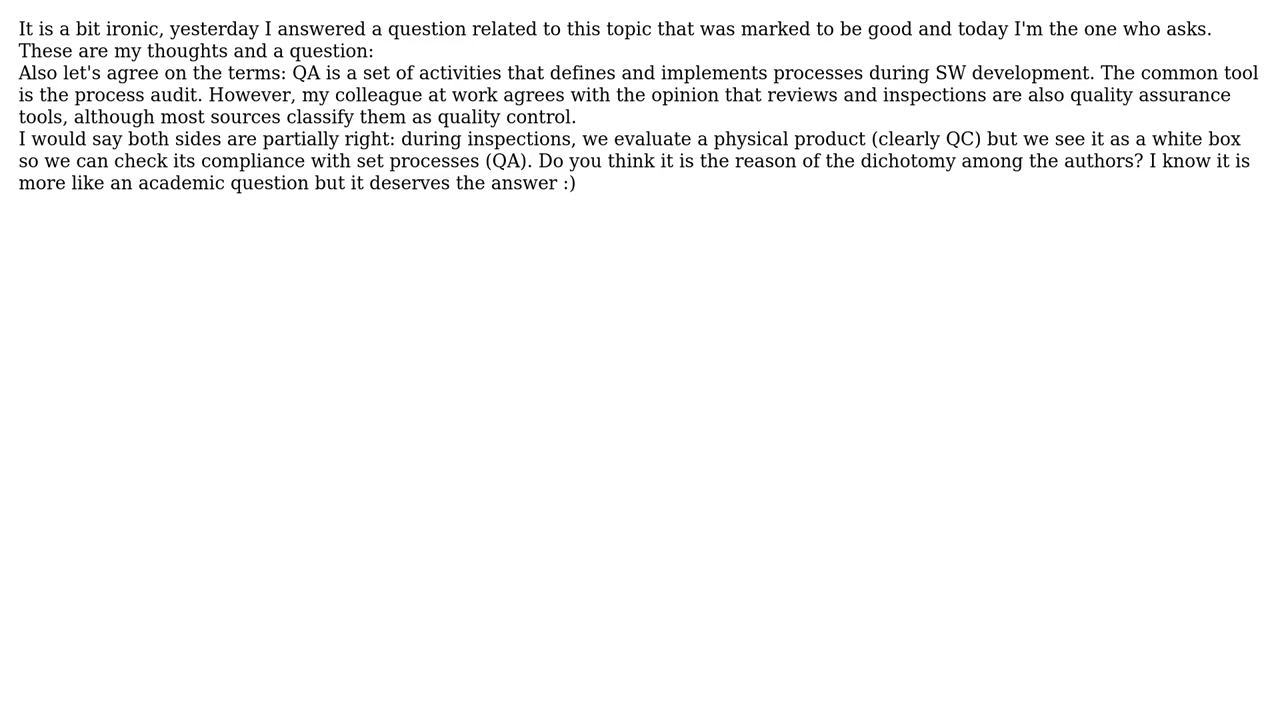 It is a bit ironic, yesterday I answered a question related to this topic that was marked to be good and today I'm the one who asks.
These are my thoughts and a question:
Also let's agree on the terms: QA is a set of activities that defines and implements processes during SW development. The common tool
is the process audit. However, my colleague at work agrees with the opinion that reviews and inspections are also quality assurance
tools, although most sources classify them as quality control.
I would say both sides are partially right: during inspections, we evaluate a physical product (clearly QC) but we see it as a white box
so we can check its compliance with set processes (QA). Do you think it is the reason of the dichotomy among the authors? I know it is
more like an academic question but it deserves the answer :)